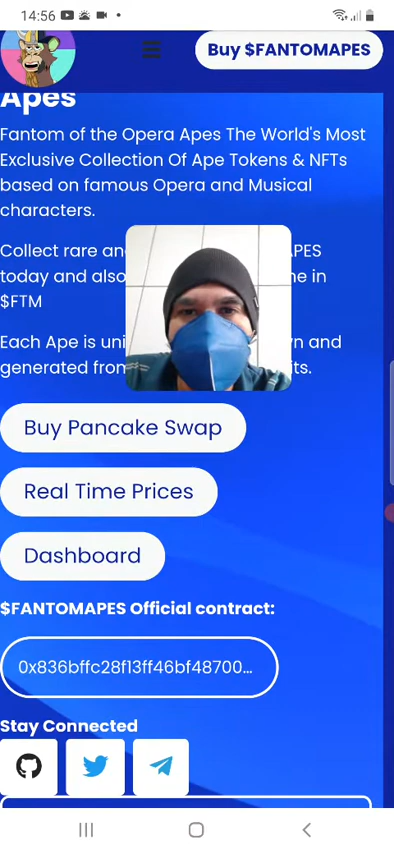 14:56
Buy $FANTOMAPES
Apes
Fantom of the Opera Apes The World's Most
Exclusive Collection Of Ape Tokens & NFTs
based on famous Opera and Musical
characters.
Collect rare an APES
today and also ne in
$FTM
Each Ape is uni n and
generated from its.
Buy Pancake Swap
Real Time Prices
Dashboard
$FANTOMAPES Official contract:
0x836bffc28f13ff46bf48700...
Stay Connected